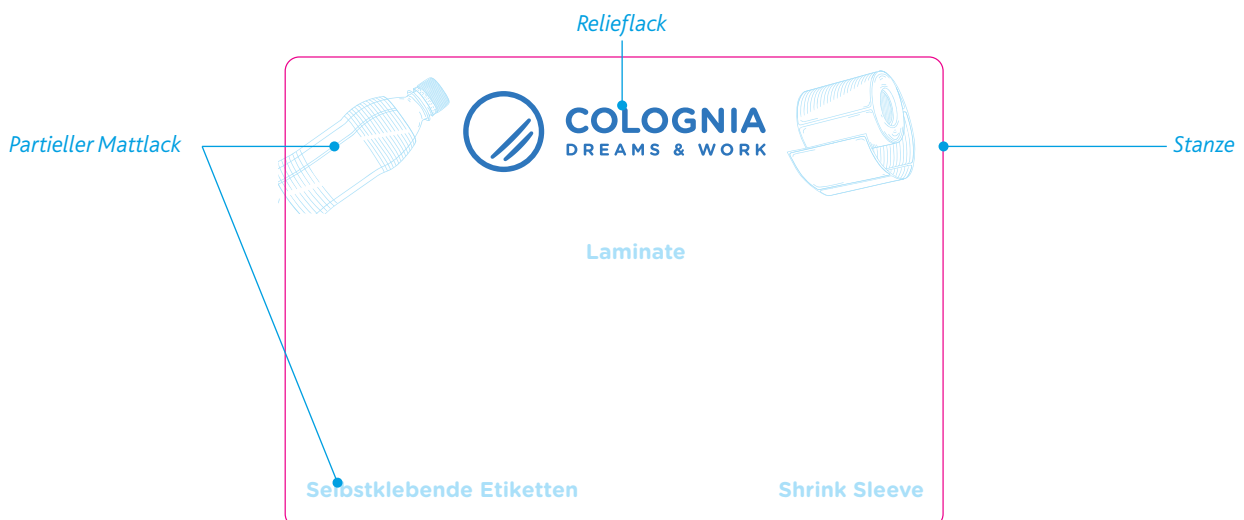 Relieflack
COLOGNIA
DREAMS & WORK
Partieller Mattlack
Stanze
Laminate
Selbstklebende Etiketten
Shrink Sleeve